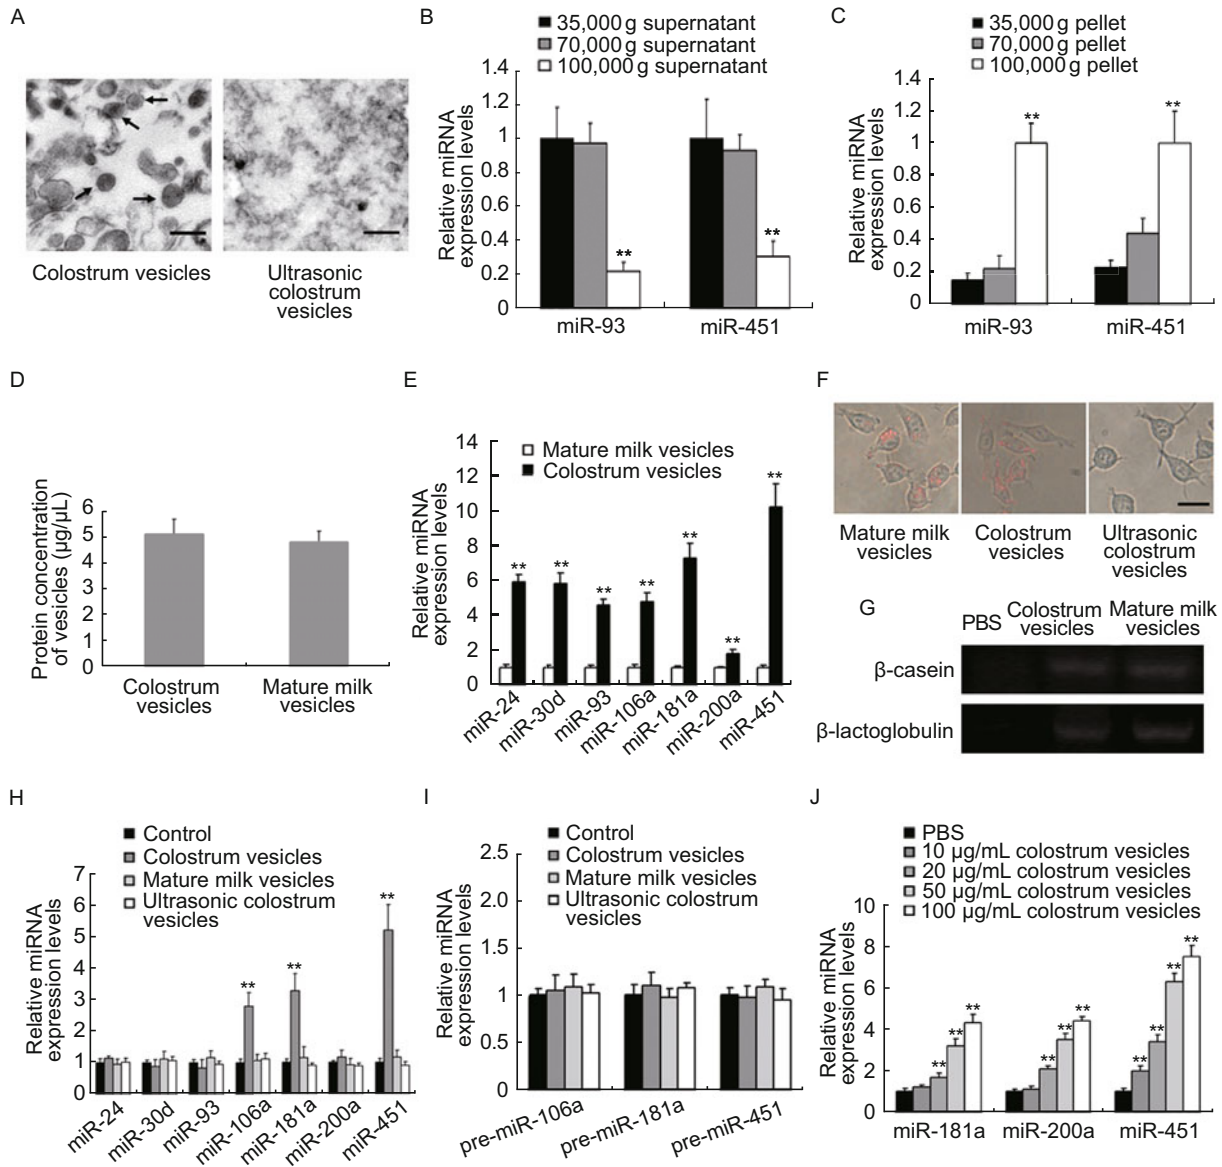 A
Colostrum vesicles
Ultrasonic
colostrum
vesicles
B
35,000 g supernatant
70,000 g supernatant
100,000 g supernatant
Relative miRNA
expression levels
1.4
1.2
1
0.8
0.6
0.4
0.2
0
**
**
miR-93
miR-451
C
35,000 g pellet
70,000 g pellet
100,000 g pellet
Relative miRNA
expression levels
1.4
1.2
1
0.8
0.6
0.4
0.2
0
**
**
miR-93
miR-451
D
Protein concentration
of vesicles (µg/µL)
6
5
4
3
2
1
0
Colostrum
vesicles
Mature milk
vesicles
E
Mature milk vesicles
Colostrum vesicles
Relative miRNA
expression levels
14
12
10
8
6
4
2
0
**
**
**
**
**
**
**
miR-24
miR-30d
miR-93
miR-106a
miR-181a
miR-200a
miR-451
F
Mature milk
vesicles
Colostrum
vesicles
Ultrasonic
colostrum
vesicles
G
PBS
Colostrum
vesicles
Mature milk
vesicles
β-casein
β-lactoglobulin
H
Control
Colostrum vesicles
Mature milk vesicles
Ultrasonic colostrum
vesicles
Relative miRNA
expression levels
7
6
5
4
3
2
1
0
**
**
**
miR-24
miR-30d
miR-93
miR-106a
miR-181a
miR-200a
miR-451
I
Control
Colostrum vesicles
Mature milk vesicles
Ultrasonic colostrum
vesicles
Relative miRNA
expression levels
2.5
2.0
1.5
1
0.5
0
pre-miR-106a
pre-miR-181a
pre-miR-451
J
PBS
10 µg/mL colostrum vesicles
20 µg/mL colostrum vesicles
50 µg/mL colostrum vesicles
100 µg/mL colostrum vesicles
Relative miRNA
expression levels
10
8
6
4
2
0
**
**
**
**
**
**
**
**
**
**
miR-181a
miR-200a
miR-451